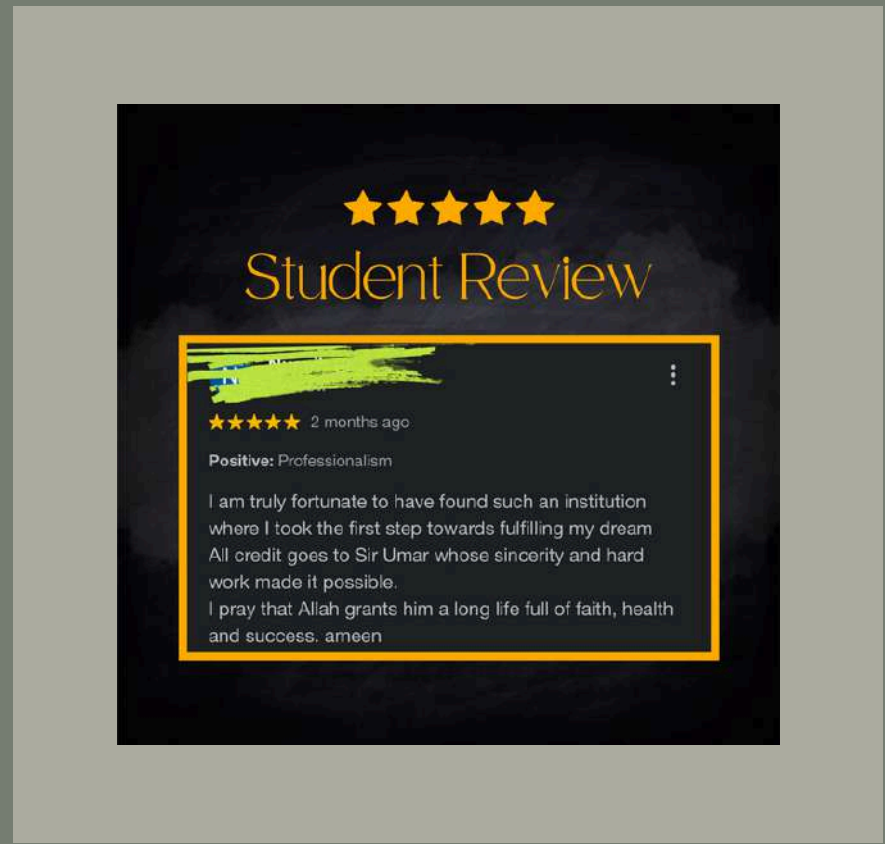 Student Review
2 months ago
Positive: Professionalism
I am truly fortunate to have found such an institution
where I took the first step towards fulfilling my dream
All credit goes to Sir Umar whose sincerity and hard
work made it possible.
I pray that Allah grants him a long life full of faith, health
and success. ameen